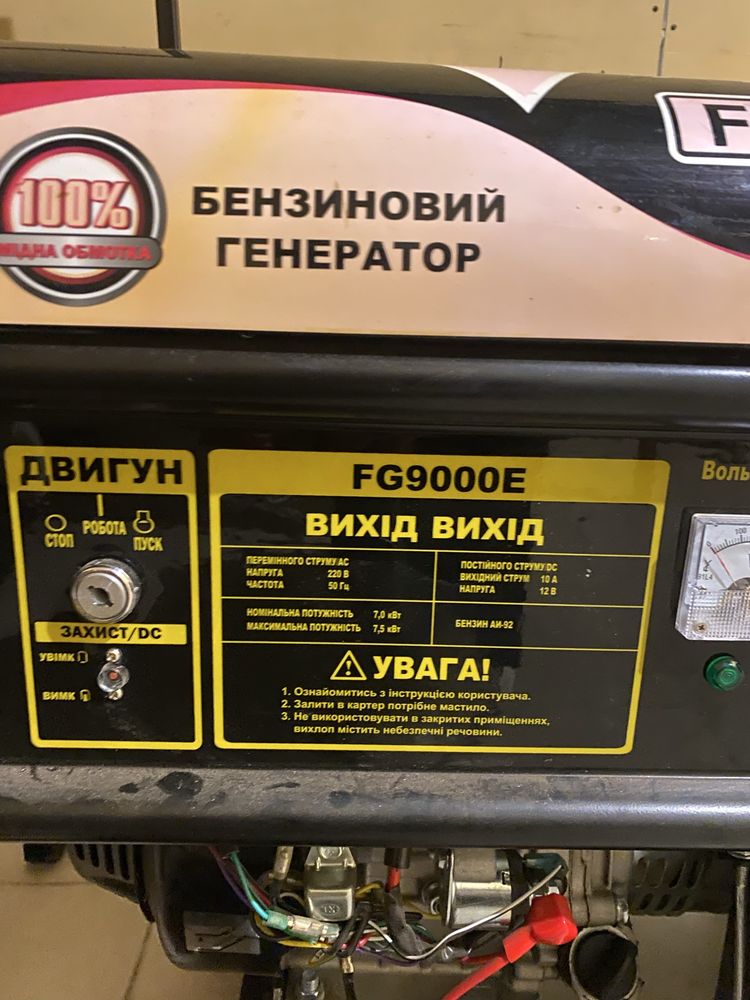 100%
МІДНА ОБМОТКА
БЕНЗИНОВИЙ
ГЕНЕРАТОР
F
ДВИГУН
СТОП
РОБОТА
ПУСК
ЗАХИСТ/DC
УВІМК
ВИМК
FG9000E
ВИХІД ВИХІД
ПЕРЕМІННОГО СТРУМУ/AC
НАПРУГА 220 В
ЧАСТОТА 50 Гц
ПОСТІЙНОГО СТРУМУ/DC
ВИХІДНИЙ СТРУМ 10 А
НАПРУГА 12 В
НОМІНАЛЬНА ПОТУЖНІСТЬ 7,0 кВт
МАКСИМАЛЬНА ПОТУЖНІСТЬ 7,5 кВт
БЕНЗИН АИ-92
УВАГА!
1. Ознайомитись з інструкцією користувача.
2. Залити в картер потрібне мастило.
3. Не використовувати в закритих приміщеннях,
вихлоп містить небезпечні речовини.
Воль
0 100